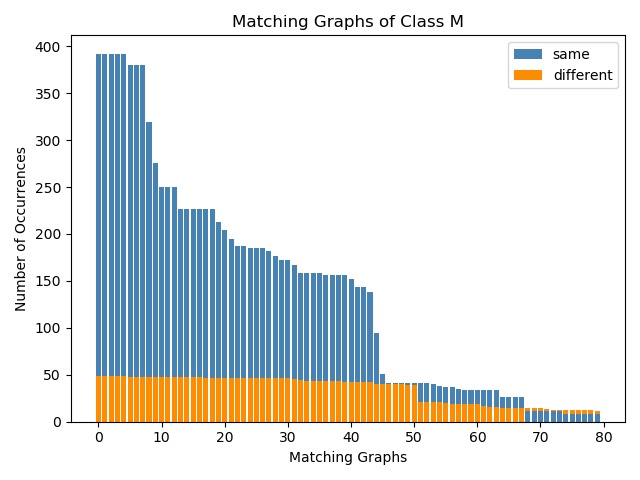 Matching Graphs of Class M
same
different
Number of Occurrences
400
350
300
250
200
150
100
50
0
0 10 20 30 40 50 60 70 80
Matching Graphs